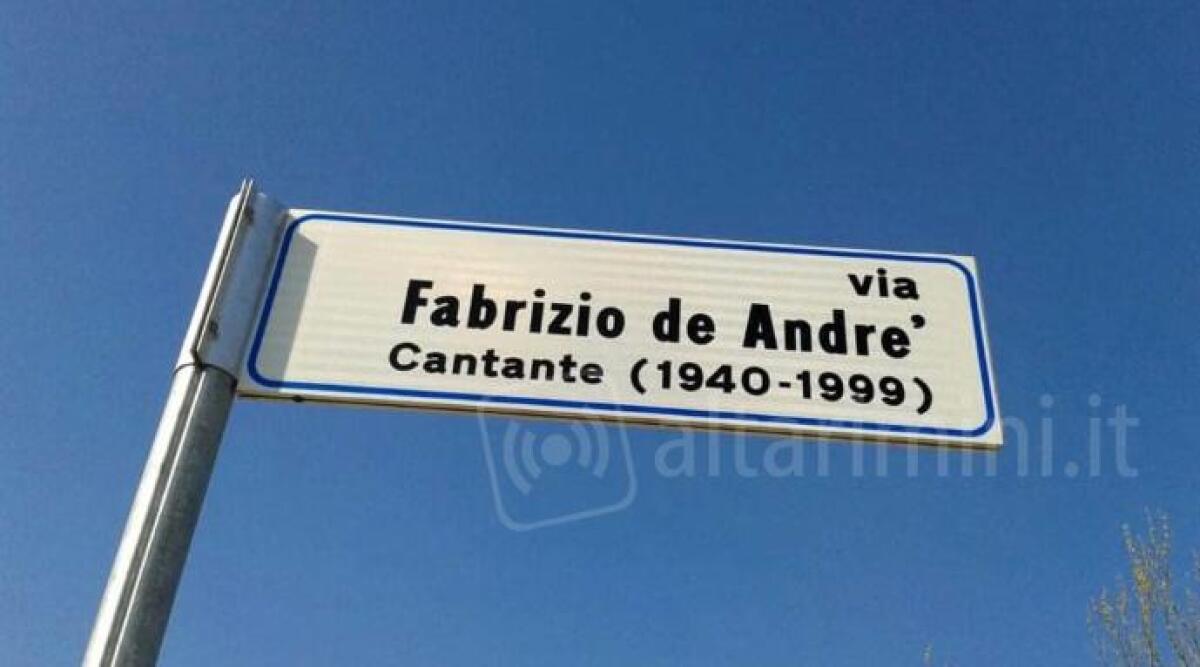 via
Fabrizio de Andre'
Cantante (1940-1999)
altarimini.it